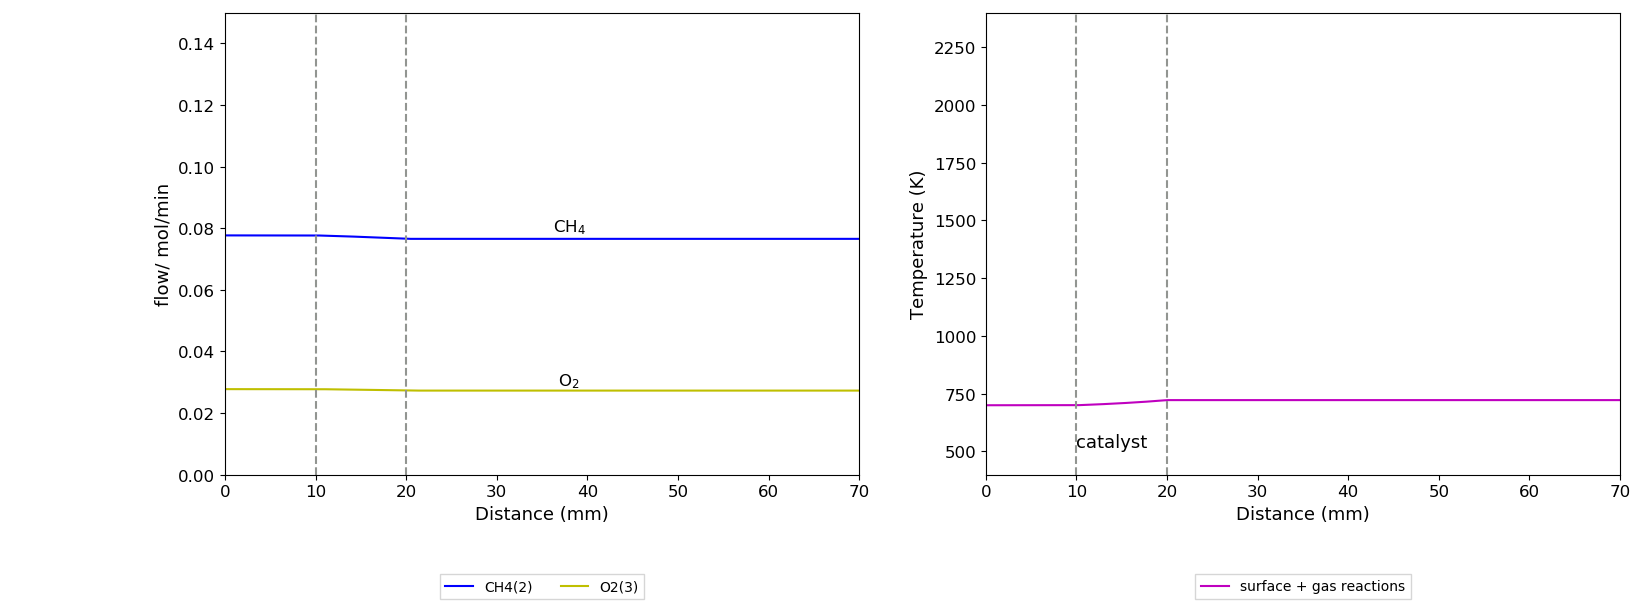 flow/ mol/min
0.14
0.12
0.10
0.08
0.06
0.04
0.02
0.00
CH₄
O₂
0 10 20 30 40 50 60 70
Distance (mm)
CH4(2) O2(3)
Temperature (K)
2250
2000
1750
1500
1250
1000
750
500
catalyst
0 10 20 30 40 50 60 70
Distance (mm)
surface + gas reactions